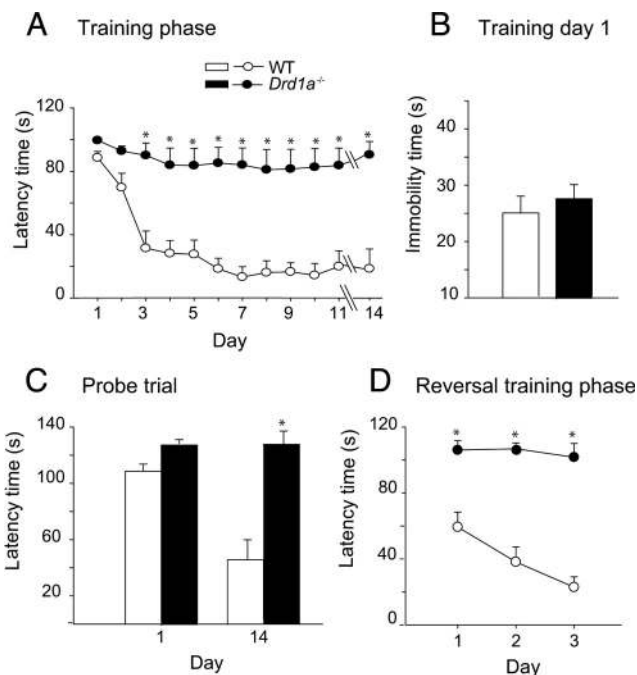 A Training phase
WT
Drd1a-/-
Latency time (s)
120
80
40
0
* * * * * * * * * *
1 3 5 7 9 11 14
Day
B Training day 1
Immobility time (s)
40
30
20
10
C Probe trial
Latency time (s)
140
100
60
20
*
1 14
Day
D Reversal training phase
Latency time (s)
120
80
40
0
* * *
1 2 3
Day